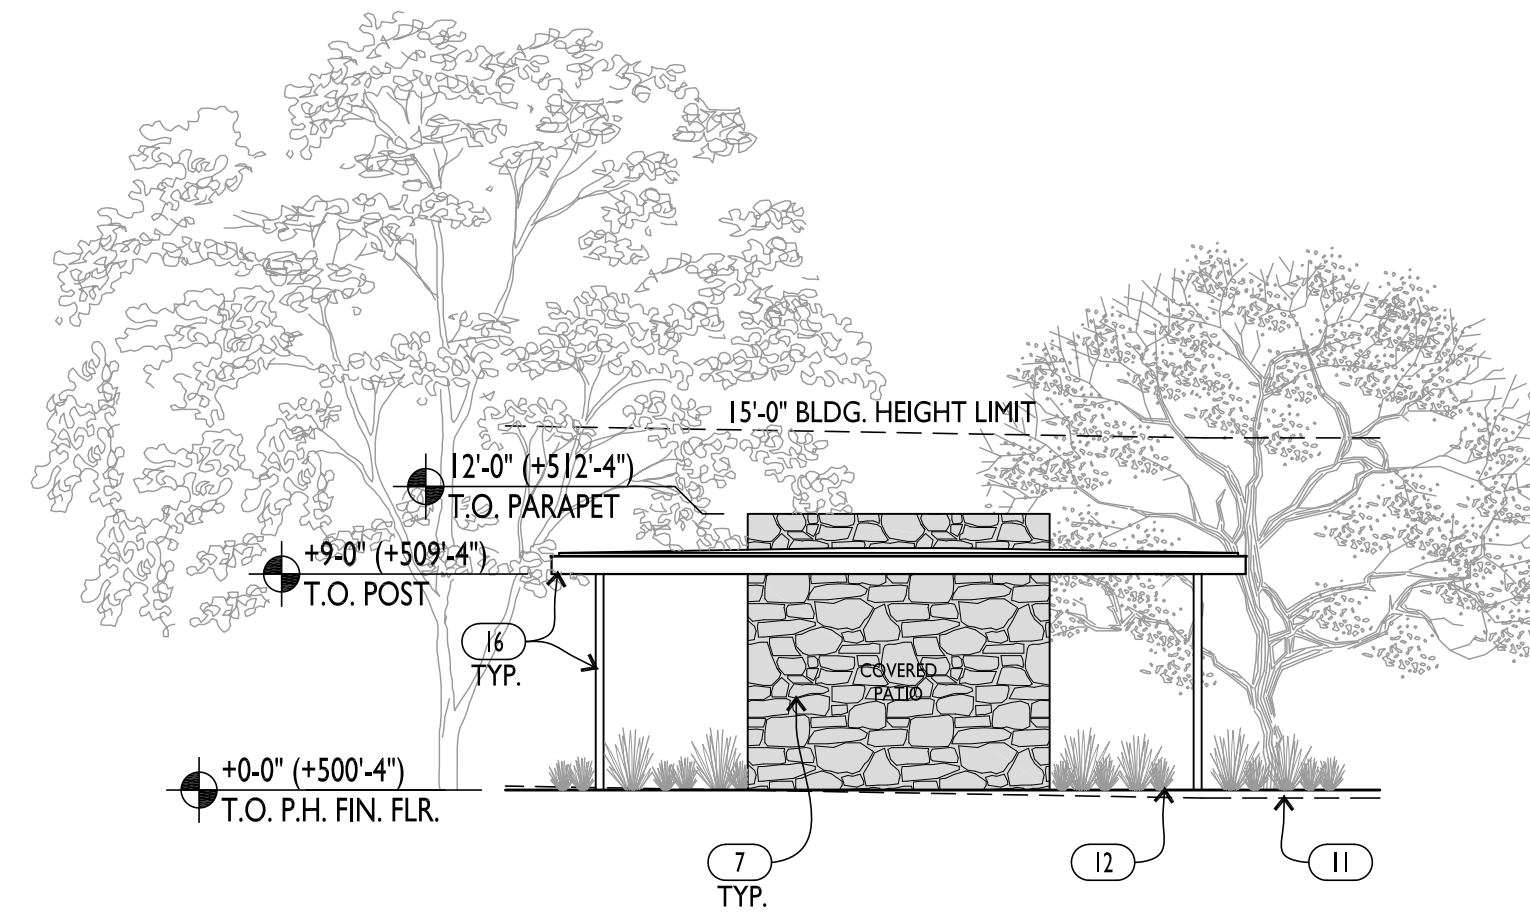 15'-0" BLDG. HEIGHT LIMIT
12'-0" (+512'-4")
T.O. PARAPET
+9-0" (+509'-4")
T.O. POST
16
TYP.
COVERED
PATIO
+0-0" (+500'-4")
T.O. P.H. FIN. FLR.
7
TYP.
12
11